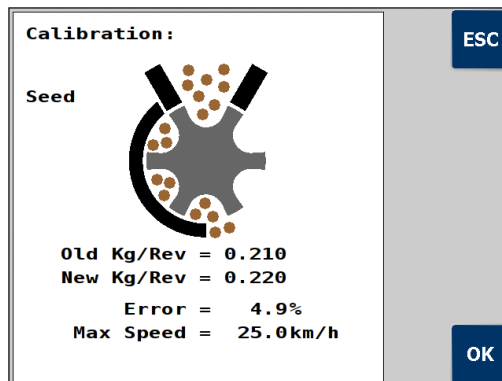 Calibration:
ESC
Seed
Old Kg/Rev = 0.210
New Kg/Rev = 0.220
Error = 4.9%
Max Speed = 25.0km/h
OK